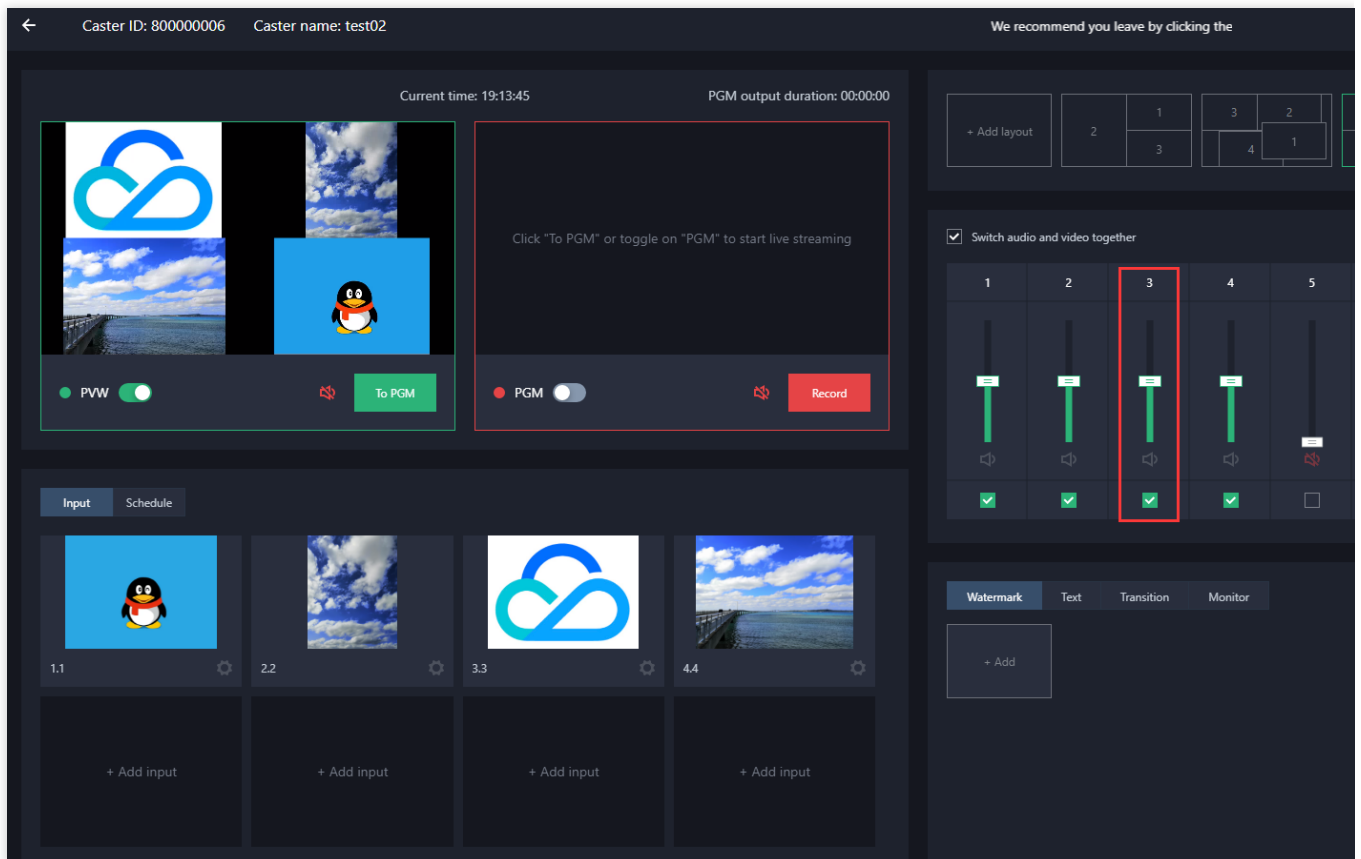 Caster ID: 800000006 Caster name: test02 We recommend you leave by clicking the
Current time: 19:13:45 PGM output duration: 00:00:00
Click "To PGM" or toggle on "PGM" to start live streaming
PVW To PGM PGM Record
+ Add layout 2 1 3 3 2 4 1
Switch audio and video together
1 2 3 4 5
Input Schedule
1.1 2.2 3.3 4.4
+ Add input + Add input + Add input + Add input
Watermark Text Transition Monitor
+ Add